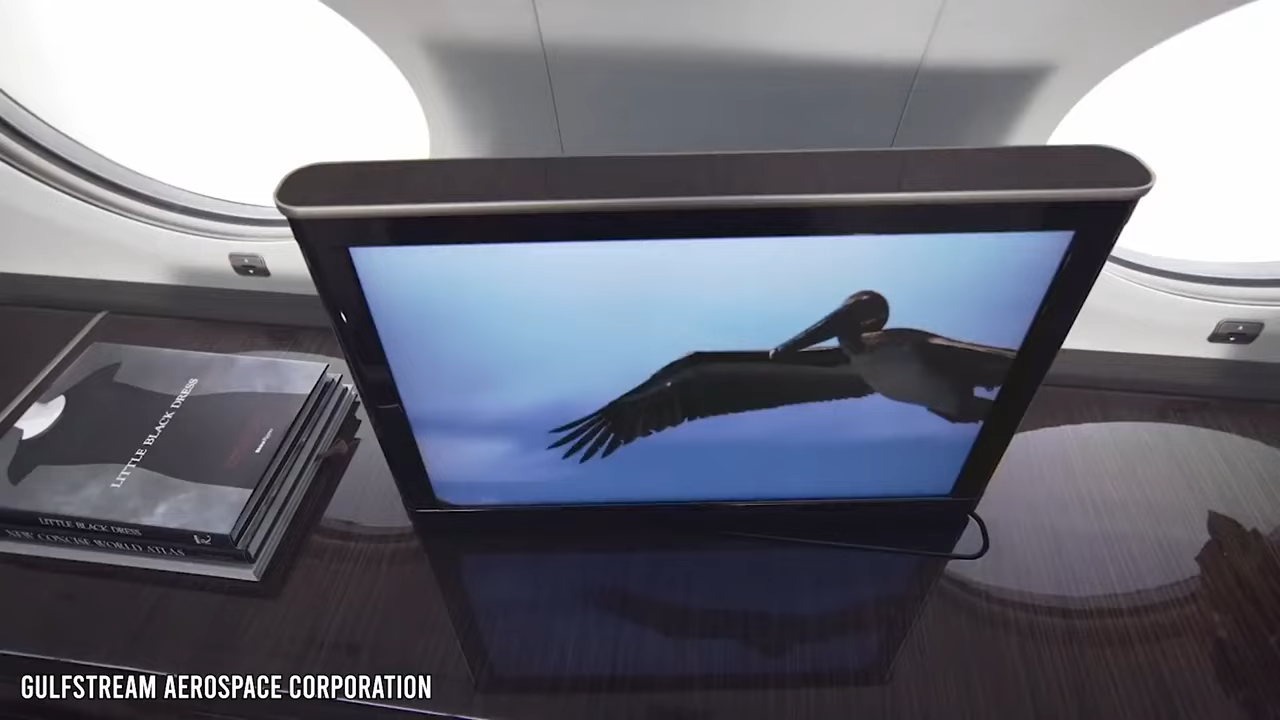 LITTLE BLACK DRESS
LITTLE BLACK DRESS
NEW CONCISE WORLD ATLAS
GULFSTREAM AEROSPACE CORPORATION